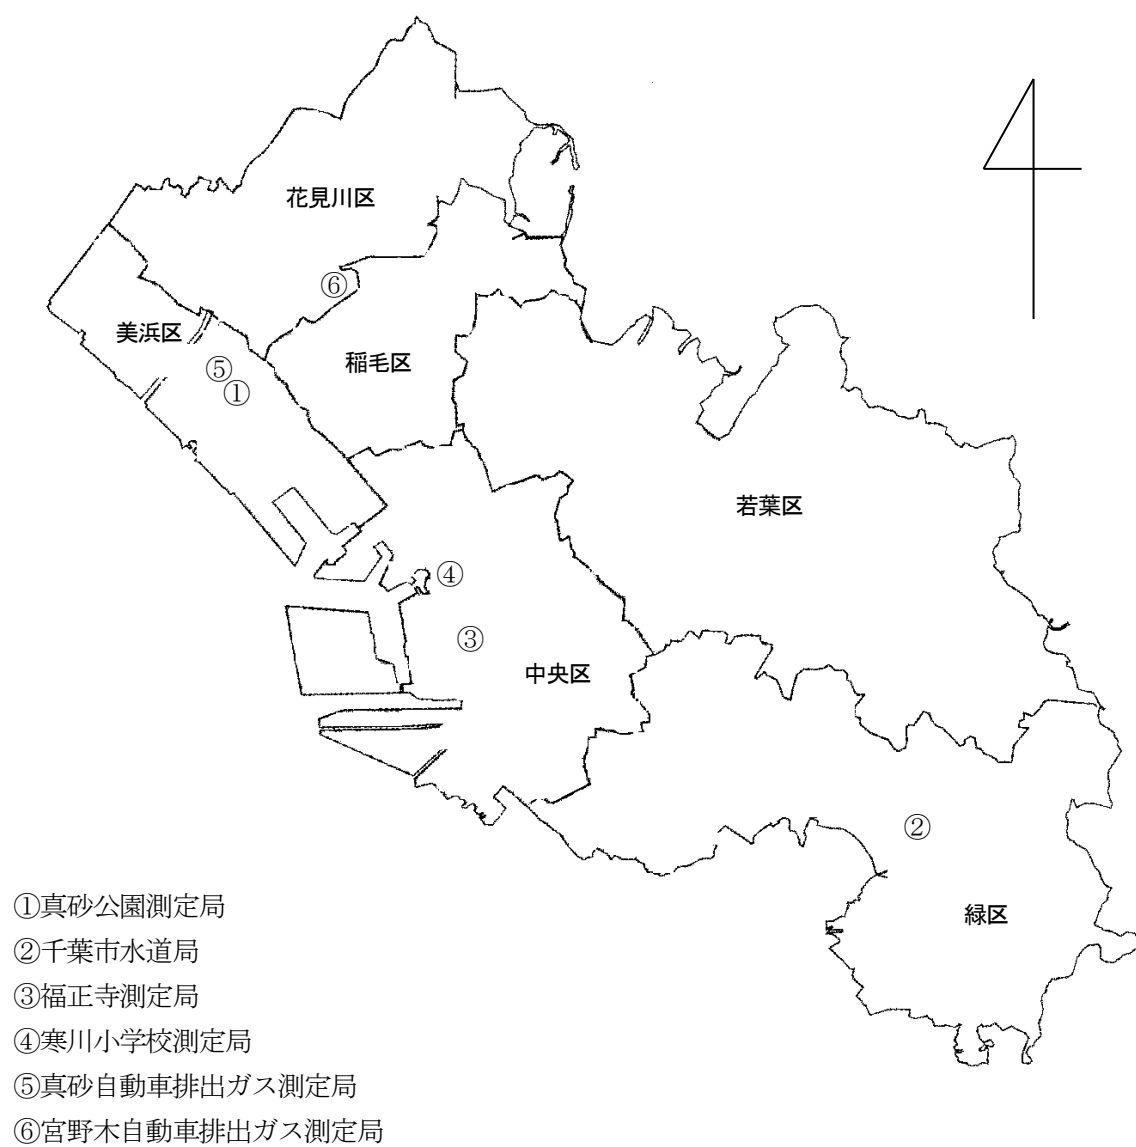 花見川区
⑥
美浜区
稲毛区
⑤
①
若葉区
④
③
中央区
②
緑区
①真砂公園測定局
②千葉市水道局
③福正寺測定局
④寒川小学校測定局
⑤真砂自動車排出ガス測定局
⑥宮野木自動車排出ガス測定局